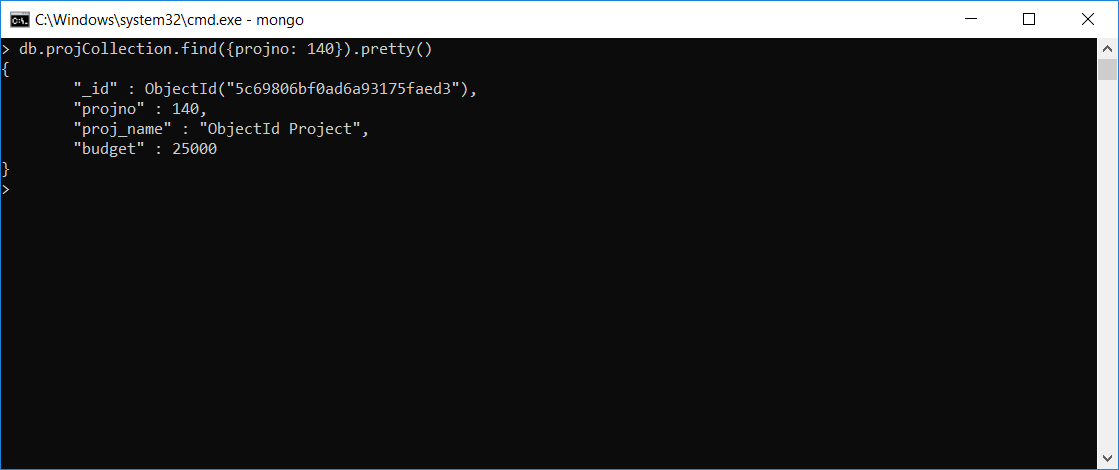 C:\Windows\system32\cmd.exe - mongo
> db.projCollection.find({projno: 140}).pretty()
{
        "_id" : ObjectId("5c69806bf0ad6a93175faed3"),
        "projno" : 140,
        "proj_name" : "ObjectId Project",
        "budget" : 25000
}
>